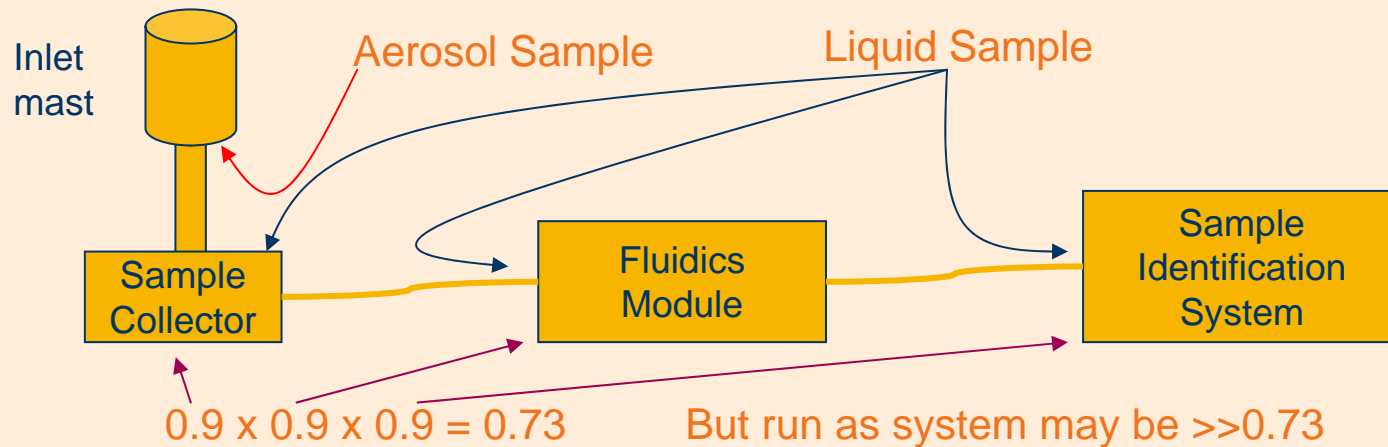 Inlet
mast
Aerosol Sample
Liquid Sample
Sample
Collector
Fluidics
Module
Sample
Identification
System
0.9 x 0.9 x 0.9 = 0.73
But run as system may be >>0.73